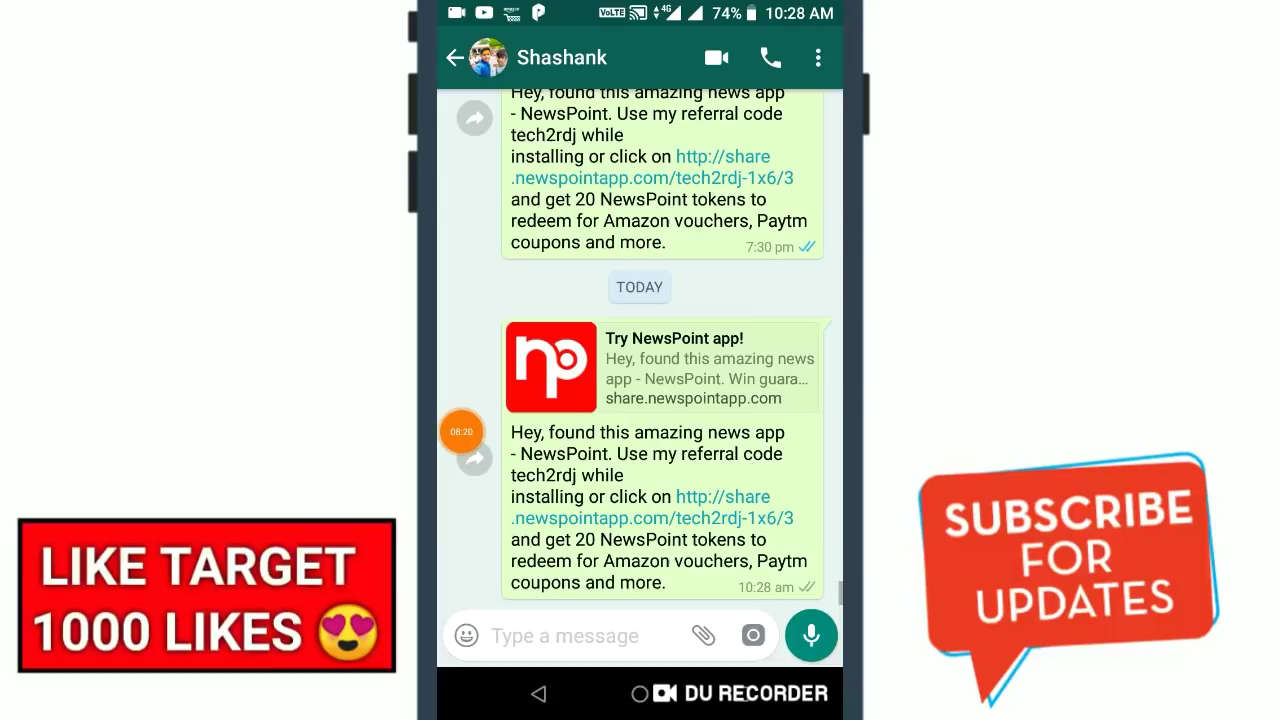 VoLTE 4G 74% 10:28 AM
Shashank
Hey, found this amazing news app
- NewsPoint. Use my referral code
tech2rdj while
installing or click on http://share
.newspointapp.com/tech2rdj-1x6/3
and get 20 NewsPoint tokens to
redeem for Amazon vouchers, Paytm
coupons and more.
7:30 pm
TODAY
np
Try NewsPoint app!
Hey, found this amazing news
app - NewsPoint. Win guara...
share.newspointapp.com
08:20
Hey, found this amazing news app
- NewsPoint. Use my referral code
tech2rdj while
installing or click on http://share
.newspointapp.com/tech2rdj-1x6/3
and get 20 NewsPoint tokens to
redeem for Amazon vouchers, Paytm
coupons and more.
10:28 am
Type a message
DU RECORDER
LIKE TARGET
1000 LIKES
SUBSCRIBE
FOR
UPDATES